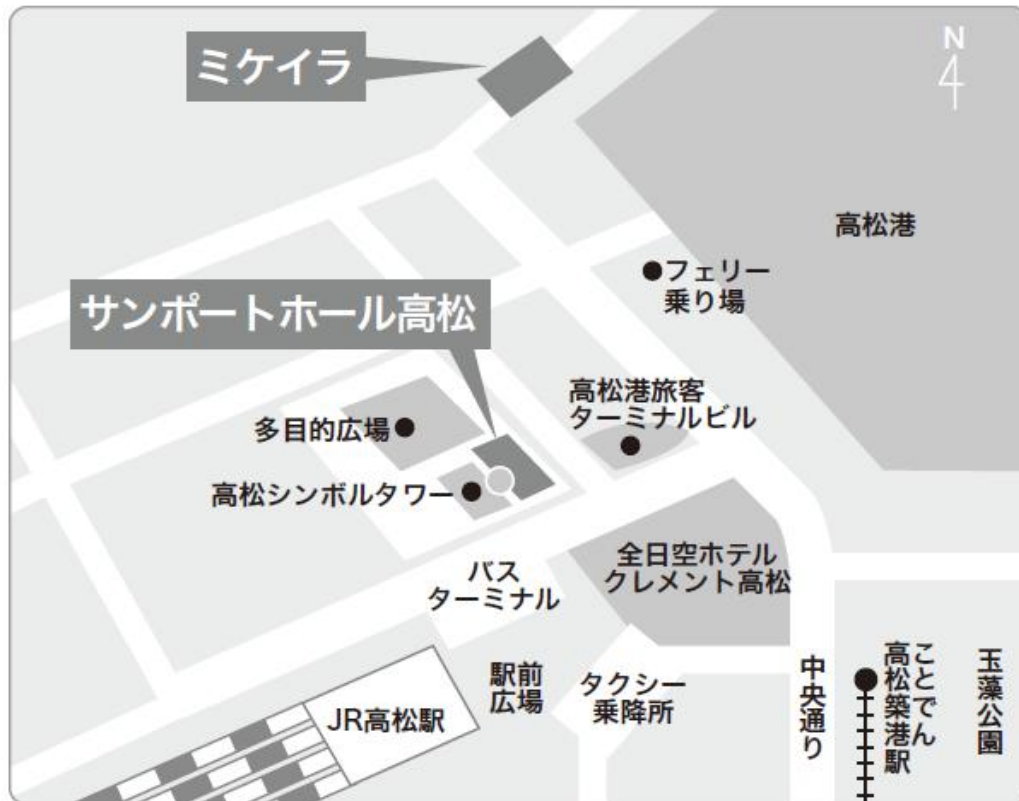 ミケイラ
N
高松港
フェリー
乗り場
サンポートホール高松
高松港旅客
ターミナルビル
多目的広場
高松シンボルタワー
全日空ホテル
クレメント高松
バス
ターミナル
駅前
広場
タクシー
乗降所
JR高松駅
中央通り
ことでん
高松築港駅
玉藻公園